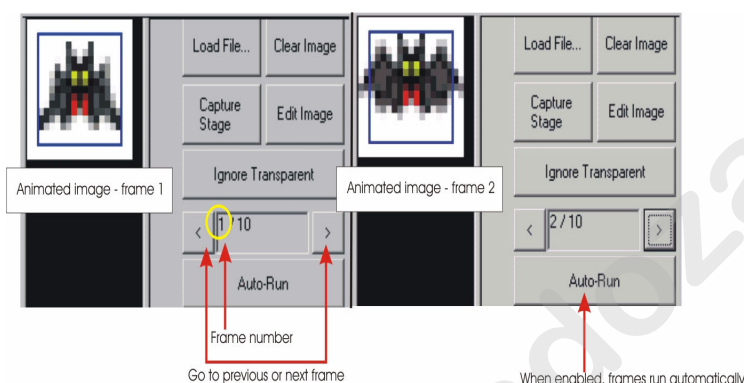 Load File...
Clear Image
Capture
Stage
Edit Image
Ignore Transparent
Animated image - frame 1
<
1 / 10
>
Auto-Run
Frame number
Go to previous or next frame
Load File...
Clear Image
Capture
Stage
Edit Image
Ignore Transparent
Animated image - frame 2
<
2 / 10
>
Auto-Run
When enabled, frames run automatically